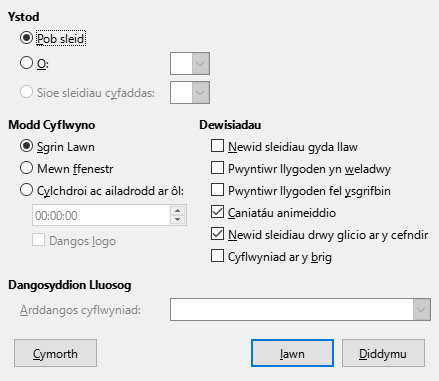 Ystod
Pob sleid
O:
Sioe sleidiau cyfaddas:
Modd Cyflwyno
Sgrin Lawn
Mewn ffenestr
Cylchdroi ac ailadrodd ar ôl:
00:00:00
Dangos logo
Dewisiadau
Newid sleidiau gyda llaw
Pwyntiwr llygoden yn weladwy
Pwyntiwr llygoden fel ysgrifbin
Caniatáu animeiddio
Newid sleidiau drwy glicio ar y cefndir
Cyflwyniad ar y brig
Dangosyddion Lluosog
Arddangos cyflwyniad:
Cymorth
Iawn
Diddymu